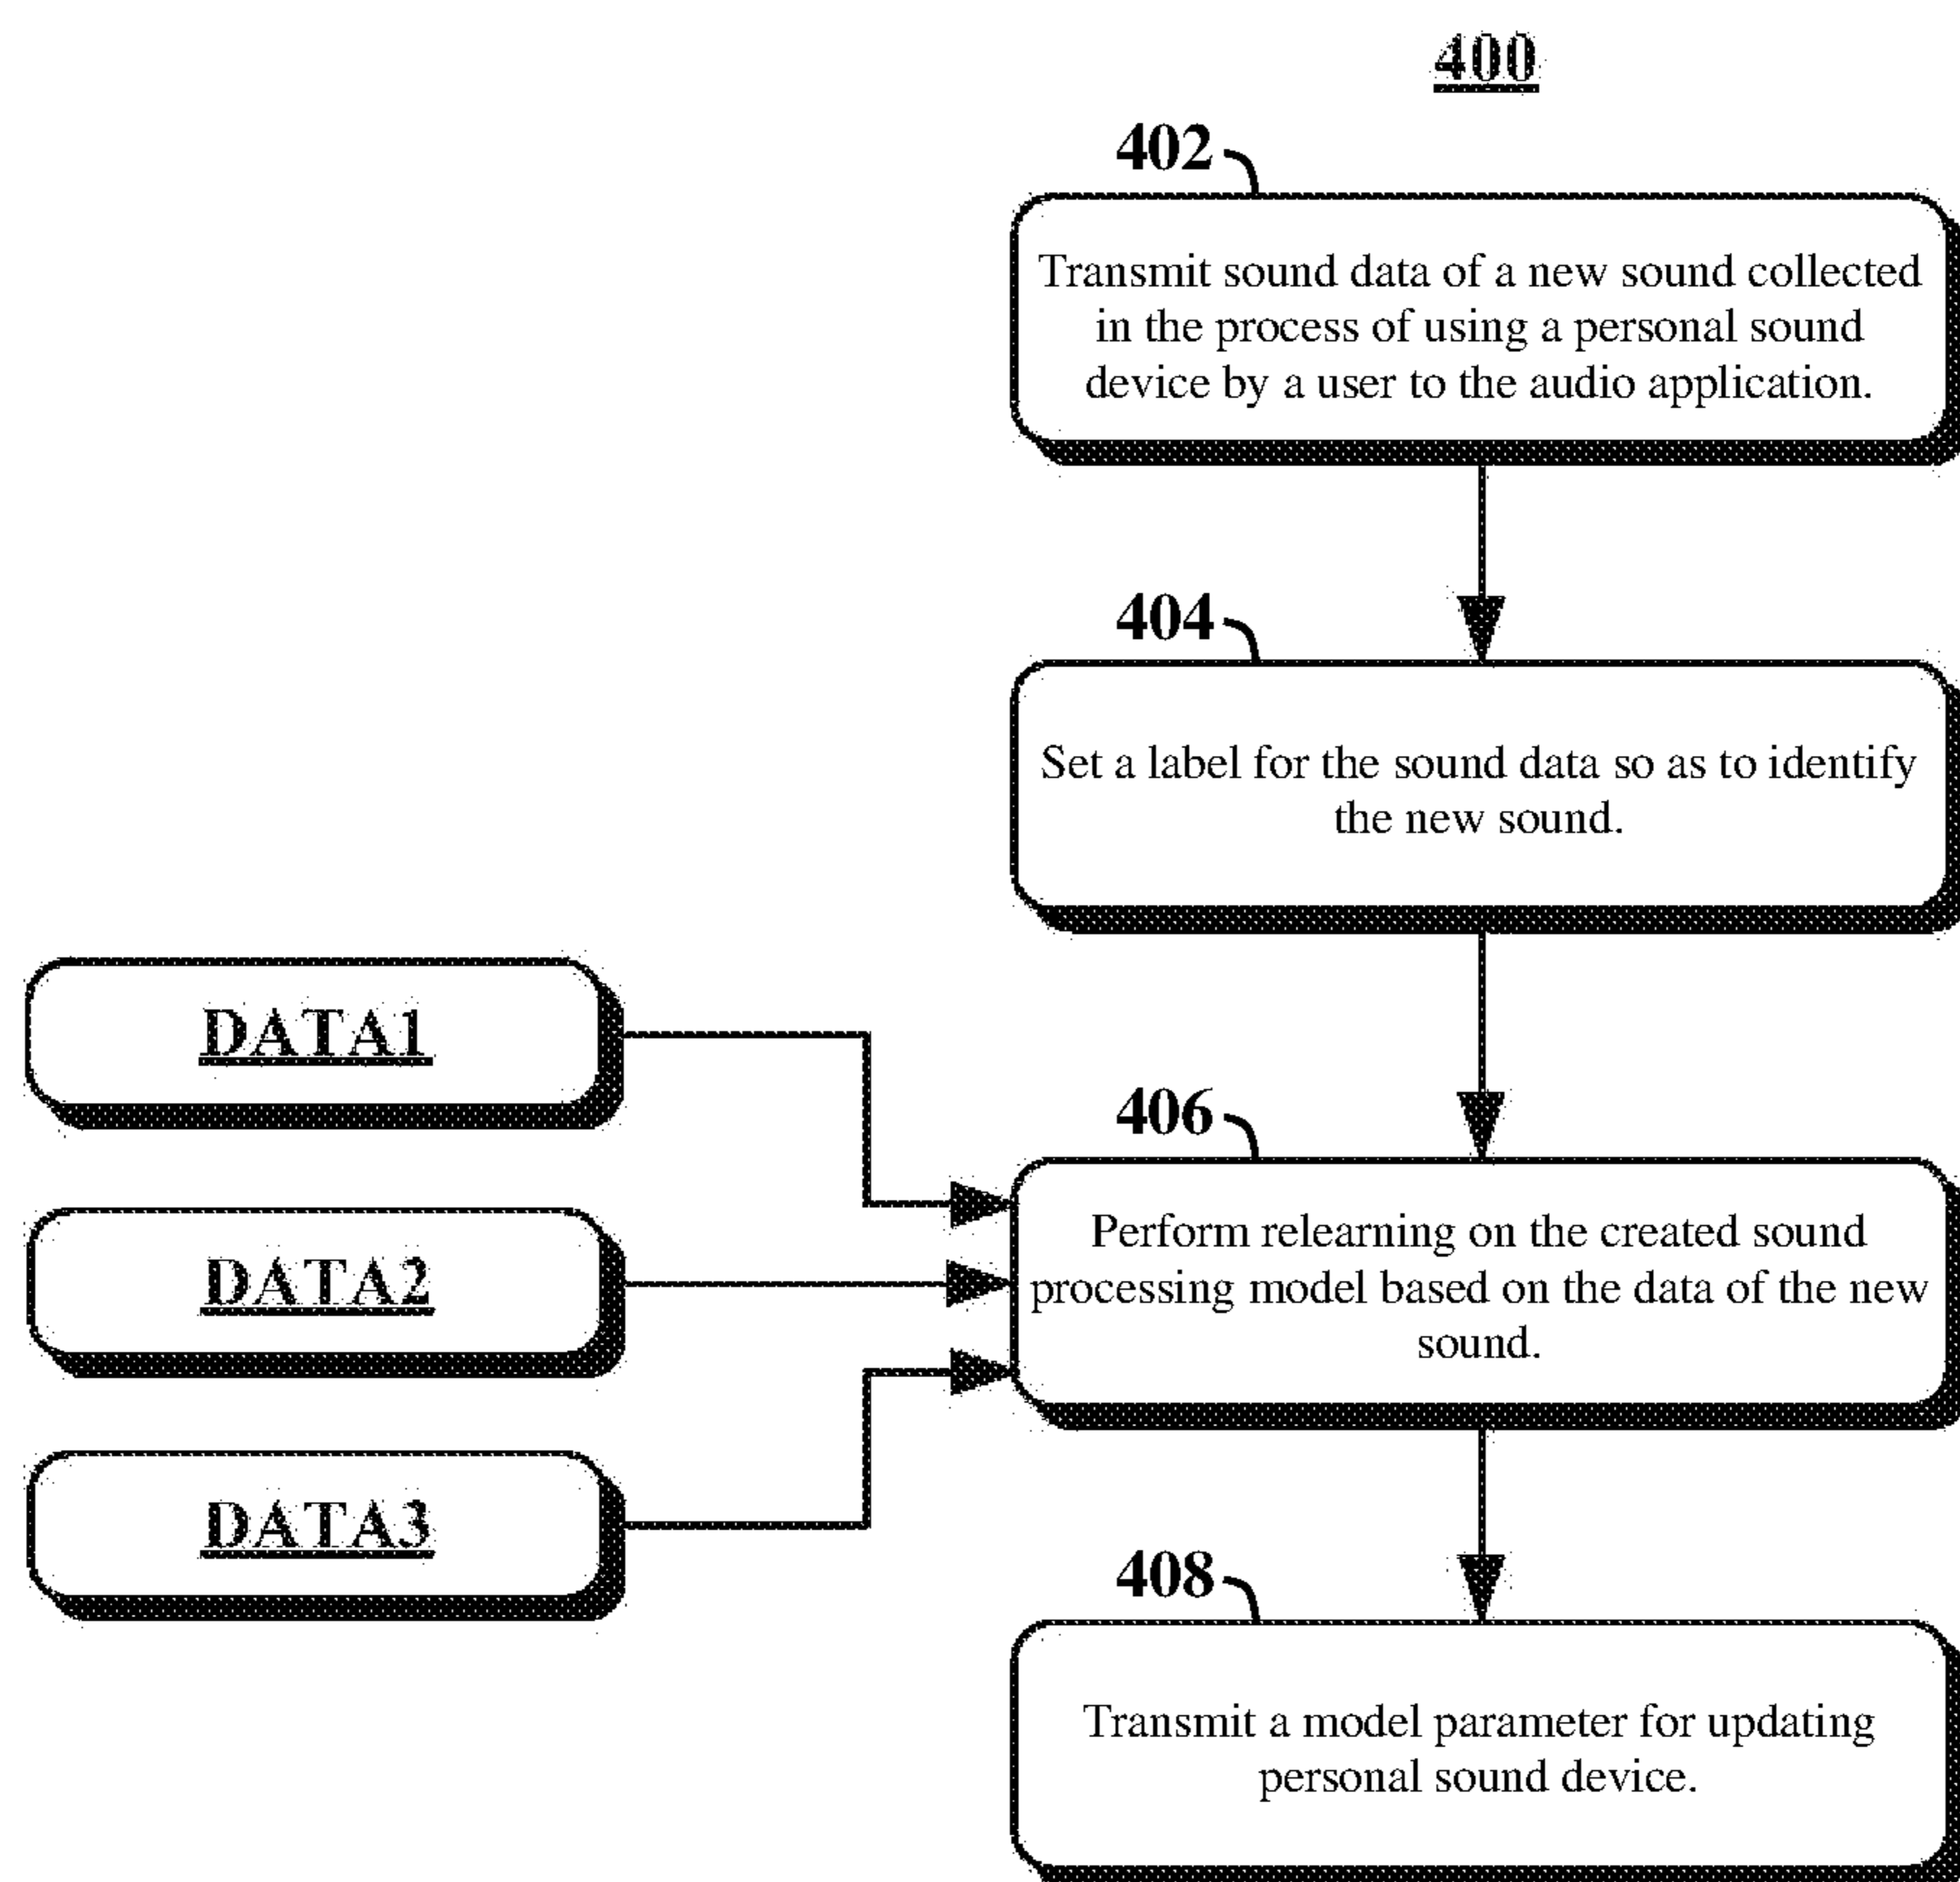 400
402
Transmit sound data of a new sound collected
in the process of using a personal sound
device by a user to the audio application.
404
Set a label for the sound data so as to identify
the new sound.
DATA1
DATA2
DATA3
406
Perform relearning on the created sound
processing model based on the data of the new
sound.
408
Transmit a model parameter for updating
personal sound device.